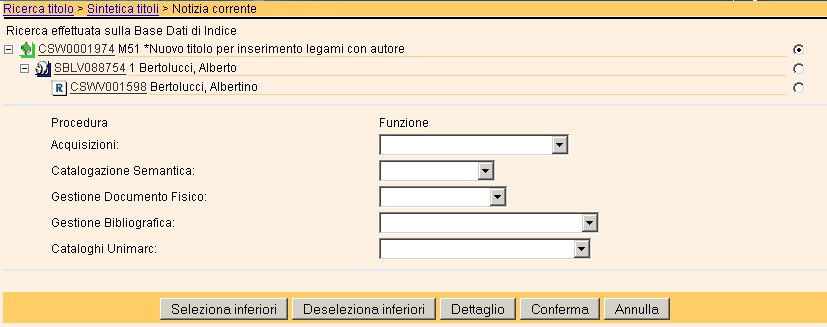 Ricerca titolo > Sintetica titoli > Notizia corrente
Ricerca effettuata sulla Base Dati di Indice
CSW0001974 M51 *Nuovo titolo per inserimento legami con autore
SBLV088754 1 Bertolucci, Alberto
R CSWV001598 Bertolucci, Albertino
Procedura Funzione
Acquisizioni:
Catalogazione Semantica:
Gestione Documento Fisico:
Gestione Bibliografica:
Cataloghi Unimarc:
Seleziona inferiori Deseleziona inferiori Dettaglio Conferma Annulla